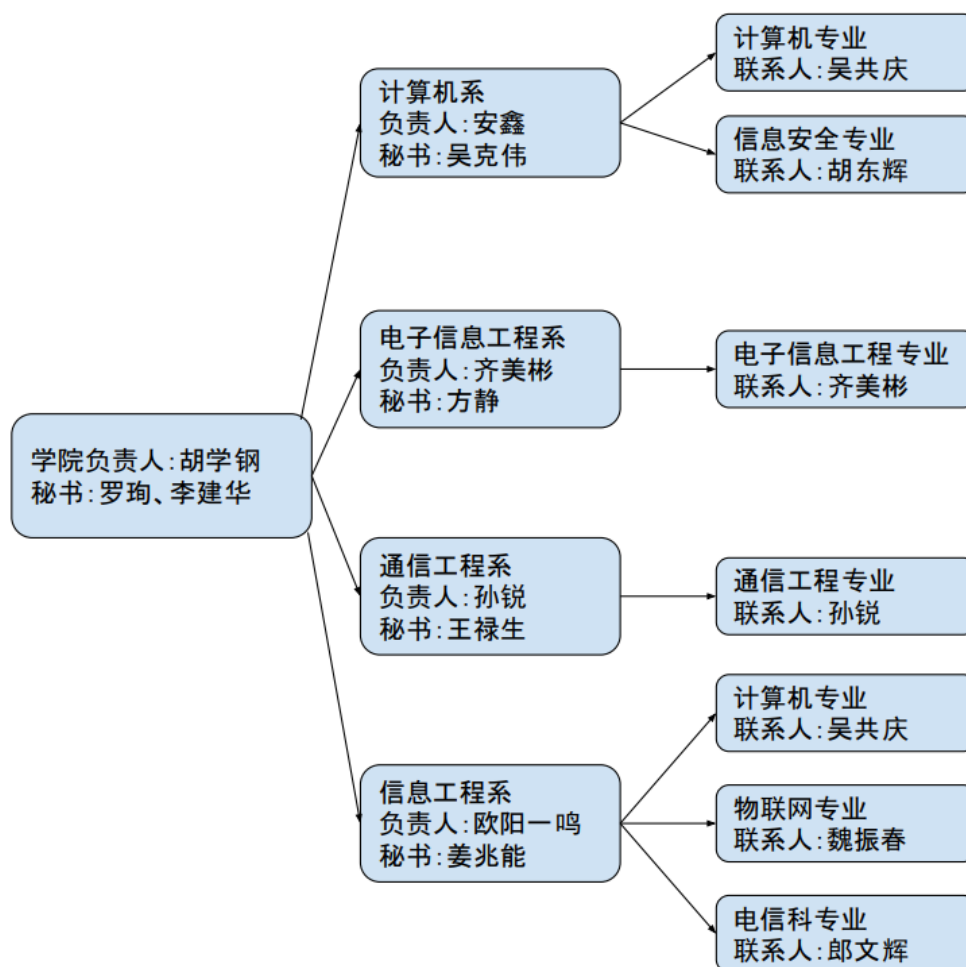 学院负责人:胡学钢
秘书:罗珣、李建华
计算机系
负责人:安鑫
秘书:吴克伟
计算机专业
联系人:吴共庆
信息安全专业
联系人:胡东辉
电子信息工程系
负责人:齐美彬
秘书:方静
电子信息工程专业
联系人:齐美彬
通信工程系
负责人:孙锐
秘书:王禄生
通信工程专业
联系人:孙锐
信息工程系
负责人:欧阳一鸣
秘书:姜兆能
计算机专业
联系人:吴共庆
物联网专业
联系人:魏振春
电信科专业
联系人:郎文辉